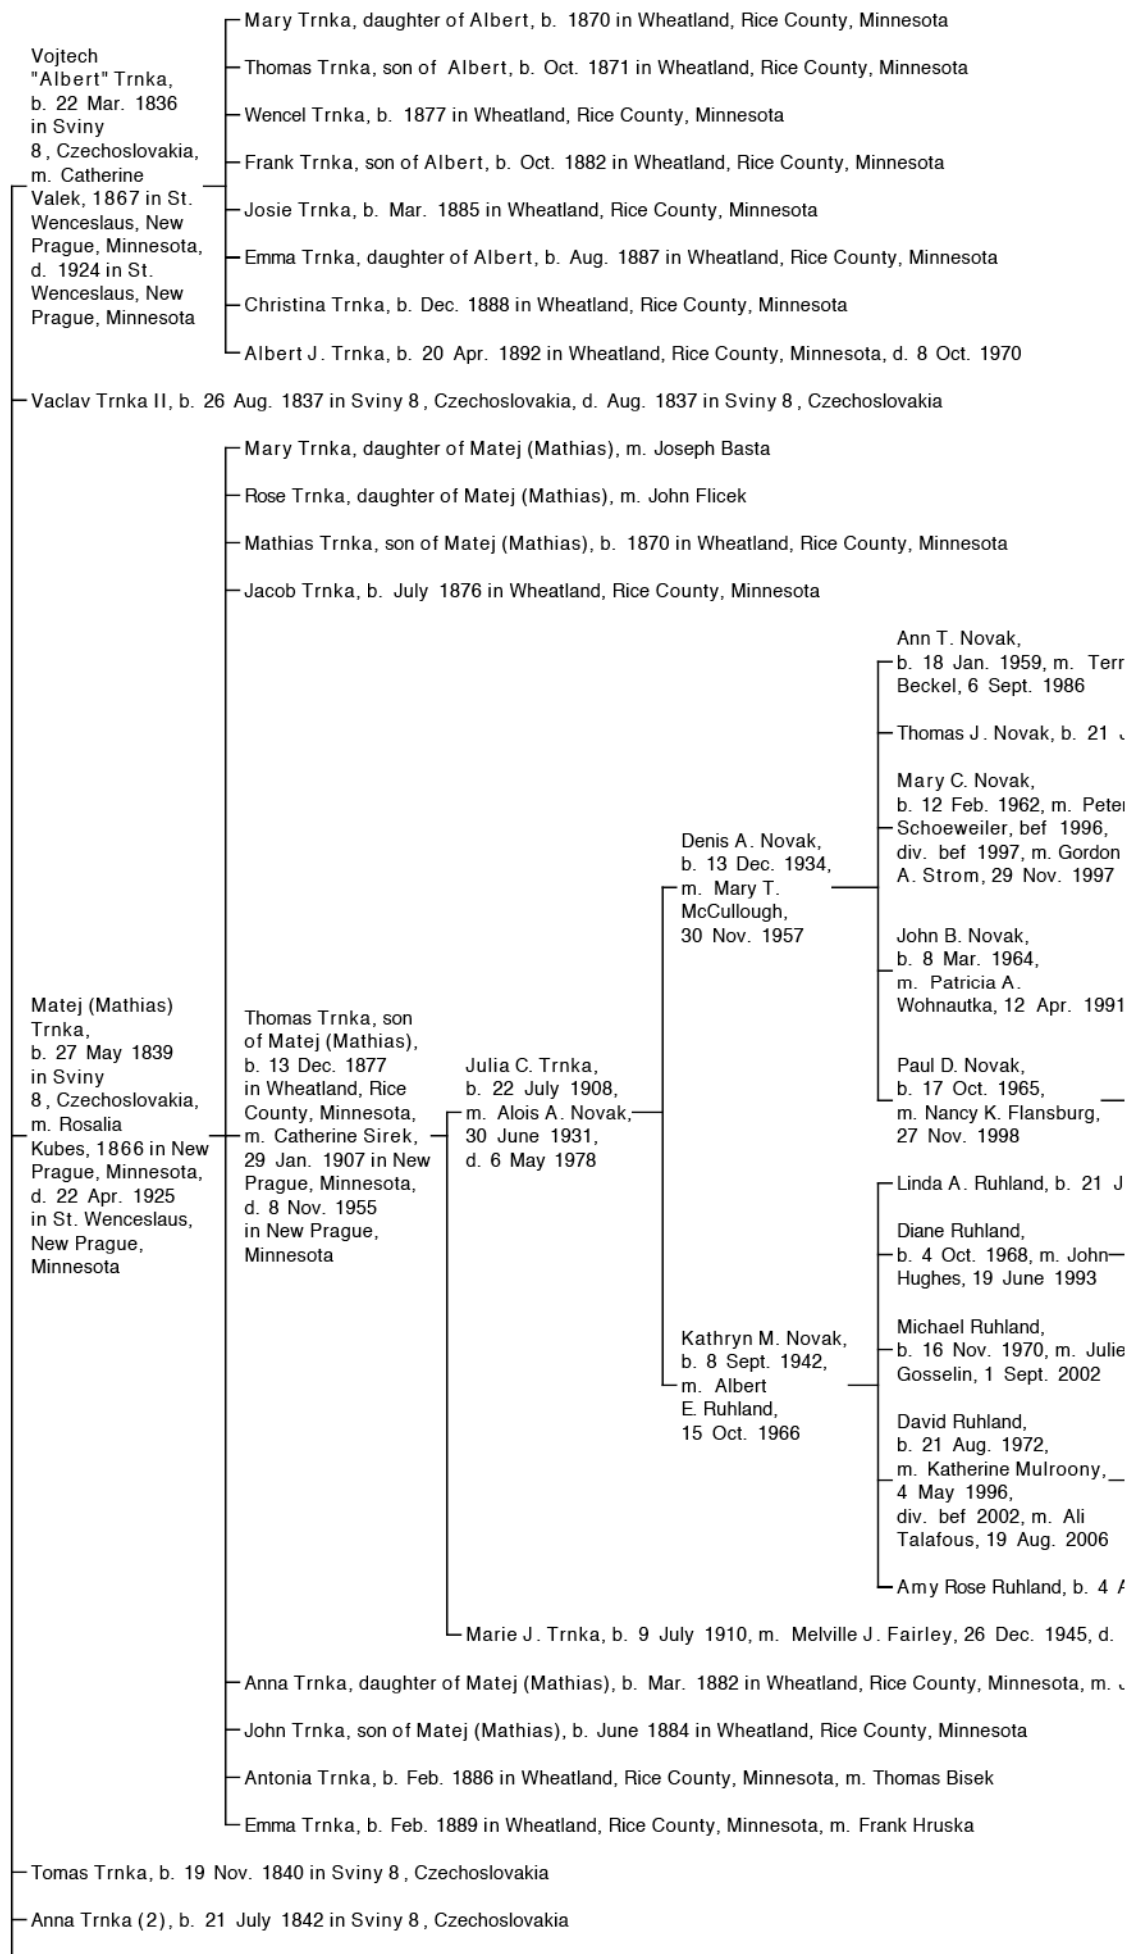 Mary Trnka, daughter of Albert, b. 1870 in Wheatland, Rice County, Minnesota
Vojtech
"Albert" Trnka,
b. 22 Mar. 1836
in Sviny
8, Czechoslovakia,
m. Catherine
Valek, 1867 in St.
Wenceslaus, New
Prague, Minnesota,
d. 1924 in St.
Wenceslaus, New
Prague, Minnesota
Thomas Trnka, son of Albert, b. Oct. 1871 in Wheatland, Rice County, Minnesota
Wencel Trnka, b. 1877 in Wheatland, Rice County, Minnesota
Frank Trnka, son of Albert, b. Oct. 1882 in Wheatland, Rice County, Minnesota
Josie Trnka, b. Mar. 1885 in Wheatland, Rice County, Minnesota
Emma Trnka, daughter of Albert, b. Aug. 1887 in Wheatland, Rice County, Minnesota
Christina Trnka, b. Dec. 1888 in Wheatland, Rice County, Minnesota
Albert J. Trnka, b. 20 Apr. 1892 in Wheatland, Rice County, Minnesota, d. 8 Oct. 1970
Vaclav Trnka II, b. 26 Aug. 1837 in Sviny 8, Czechoslovakia, d. Aug. 1837 in Sviny 8, Czechoslovakia
Mary Trnka, daughter of Matej (Mathias), m. Joseph Basta
Rose Trnka, daughter of Matej (Mathias), m. John Flicek
Mathias Trnka, son of Matej (Mathias), b. 1870 in Wheatland, Rice County, Minnesota
Jacob Trnka, b. July 1876 in Wheatland, Rice County, Minnesota
Matej (Mathias)
Trnka,
b. 27 May 1839
in Sviny
8, Czechoslovakia,
m. Rosalia
Kubes, 1866 in New
Prague, Minnesota,
d. 22 Apr. 1925
in St. Wenceslaus,
New Prague,
Minnesota
Thomas Trnka, son
of Matej (Mathias),
b. 13 Dec. 1877
in Wheatland, Rice
County, Minnesota,
m. Catherine Sirek,
29 Jan. 1907 in New
Prague, Minnesota,
d. 8 Nov. 1955
in New Prague,
Minnesota
Julia C. Trnka,
b. 22 July 1908,
m. Alois A. Novak,
30 June 1931,
d. 6 May 1978
Denis A. Novak,
b. 13 Dec. 1934,
m. Mary T.
McCullough,
30 Nov. 1957
Ann T. Novak,
b. 18 Jan. 1959, m. Terr
Beckel, 6 Sept. 1986
Thomas J. Novak, b. 21
Mary C. Novak,
b. 12 Feb. 1962, m. Peter
Schoeweiler, bef 1996,
div. bef 1997, m. Gordon
A. Strom, 29 Nov. 1997
John B. Novak,
b. 8 Mar. 1964,
m. Patricia A.
Wohnautka, 12 Apr. 1991
Paul D. Novak,
b. 17 Oct. 1965,
m. Nancy K. Flansburg,
27 Nov. 1998
Kathryn M. Novak,
b. 8 Sept. 1942,
m. Albert
E. Ruhland,
15 Oct. 1966
Linda A. Ruhland, b. 21 J
Diane Ruhland,
b. 4 Oct. 1968, m. John
Hughes, 19 June 1993
Michael Ruhland,
b. 16 Nov. 1970, m. Julie
Gosselin, 1 Sept. 2002
David Ruhland,
b. 21 Aug. 1972,
m. Katherine Mulroony,
4 May 1996,
div. bef 2002, m. Ali
Talafous, 19 Aug. 2006
Amy Rose Ruhland, b. 4
Marie J. Trnka, b. 9 July 1910, m. Melville J. Fairley, 26 Dec. 1945, d.
Anna Trnka, daughter of Matej (Mathias), b. Mar. 1882 in Wheatland, Rice County, Minnesota, m.
John Trnka, son of Matej (Mathias), b. June 1884 in Wheatland, Rice County, Minnesota
Antonia Trnka, b. Feb. 1886 in Wheatland, Rice County, Minnesota, m. Thomas Bisek
Emma Trnka, b. Feb. 1889 in Wheatland, Rice County, Minnesota, m. Frank Hruska
Tomas Trnka, b. 19 Nov. 1840 in Sviny 8, Czechoslovakia
Anna Trnka (2), b. 21 July 1842 in Sviny 8, Czechoslovakia